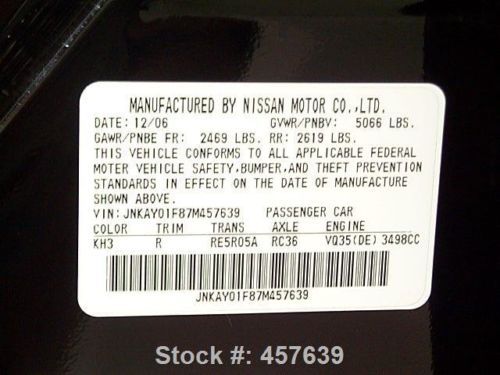 MANUFACTURED BY NISSAN MOTOR CO.,LTD.
DATE: 12/06 GVWR/PNBV: 5066 LBS.
GAWR/PNBE FR: 2469 LBS. RR: 2619 LBS.
THIS VEHICLE CONFORMS TO ALL APPLICABLE FEDERAL
MOTOR VEHICLE SAFETY,BUMPER,AND THEFT PREVENTION
STANDARDS IN EFFECT ON THE DATE OF MANUFACTURE
SHOWN ABOVE.
VIN:JNKAY01F87M457639 PASSENGER CAR
COLOR TRIM TRANS AXLE ENGINE
KH3 R RE5R05A RC36 VQ35(DE)3498CC
JNKAY01F87M457639
Stock #: 457639